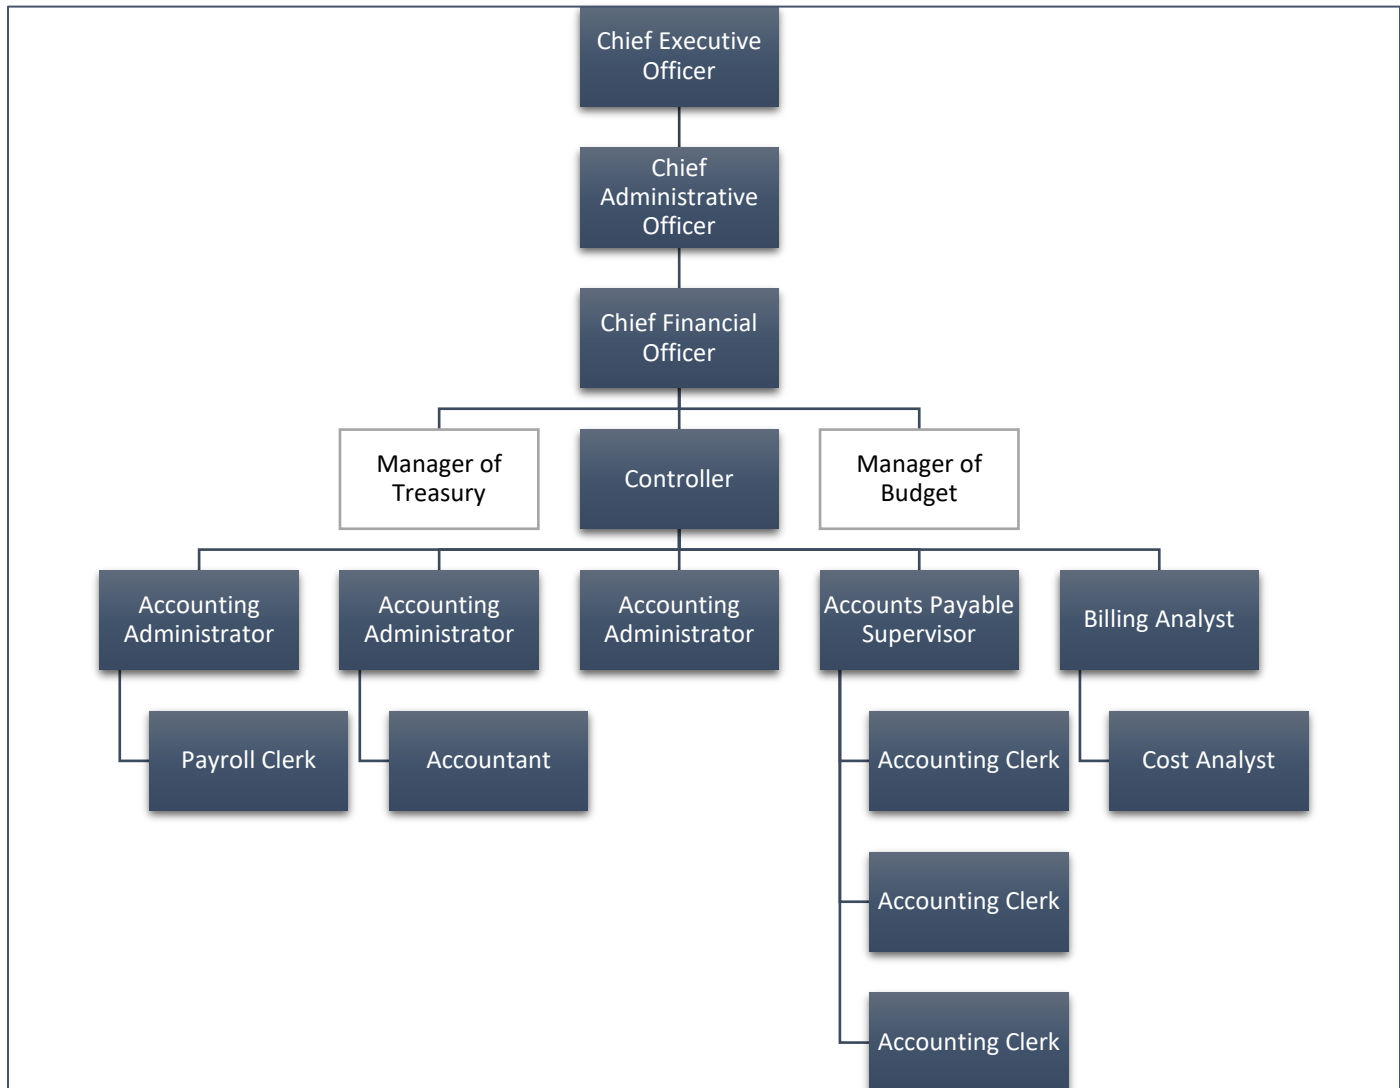 Chief Executive
Officer
Chief
Administrative
Officer
Chief Financial
Officer
Manager of
Treasury
Controller
Manager of
Budget
Accounting
Administrator
Accounting
Administrator
Accounting
Administrator
Accounts Payable
Supervisor
Billing Analyst
Payroll Clerk
Accountant
Accounting Clerk
Cost Analyst
Accounting Clerk
Accounting Clerk